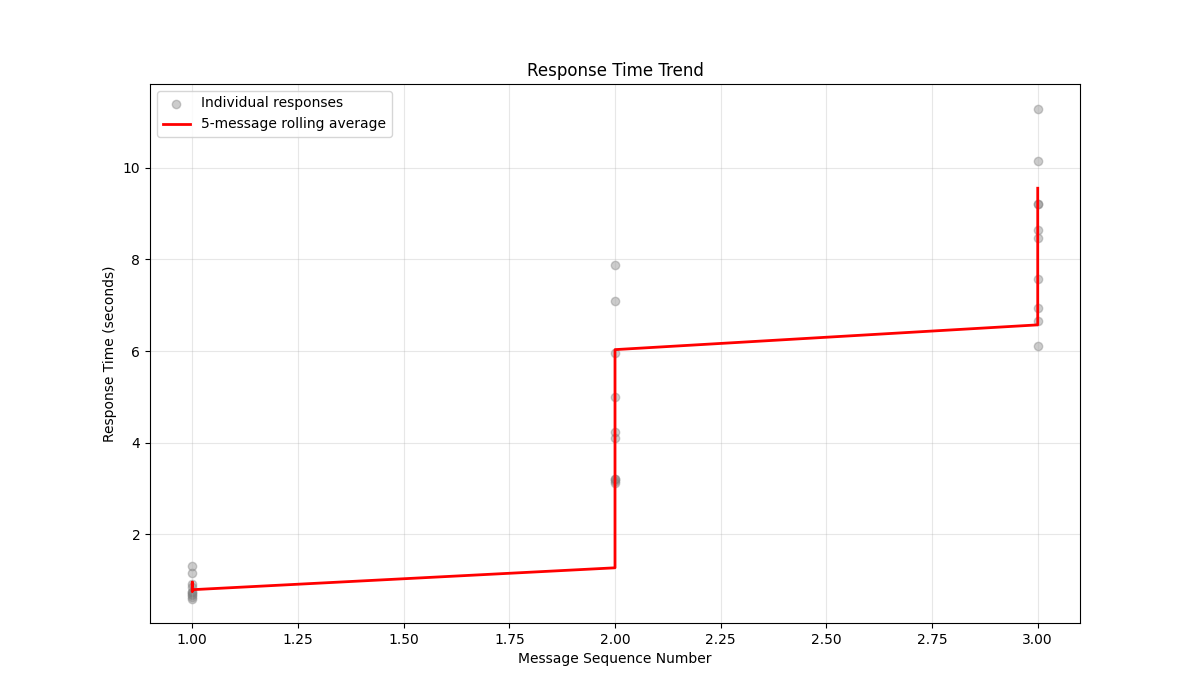 Response Time Trend
Individual responses
5-message rolling average
Response Time (seconds)
10
8
6
4
2
1.00 1.25 1.50 1.75 2.00 2.25 2.50 2.75 3.00
Message Sequence Number